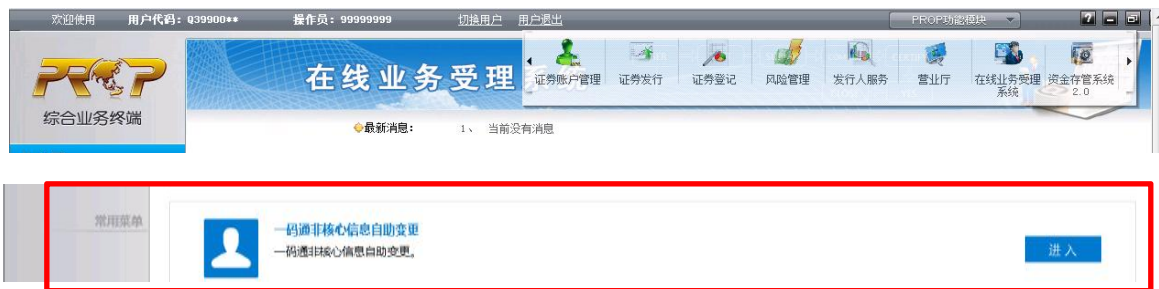 欢迎使用 用户代码：Q39900** 操作员：99999999 切换用户 用户退出 PROP功能模块
PROP
综合业务终端
在线业务受理系统
证券账户管理 证券发行 证券登记 风险管理 发行人服务 营业厅 在线业务受理系统 资金存管系统2.0
最新消息： 1、 当前没有消息
常用菜单
一码通非核心信息自助变更
一码通非核心信息自助变更。
进入